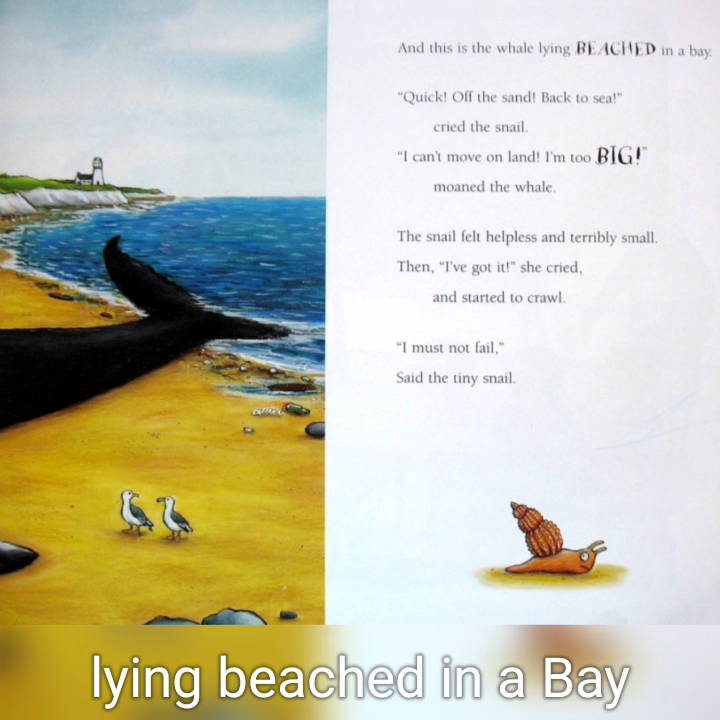 And this is the whale lying BEACHED in a bay.
"Quick! Off the sand! Back to sea!"
cried the snail.
"I can't move on land! I'm too BIG!"
moaned the whale.
The snail felt helpless and terribly small.
Then, "I've got it!" she cried,
and started to crawl.
"I must not fail,"
Said the tiny snail.
lying beached in a Bay